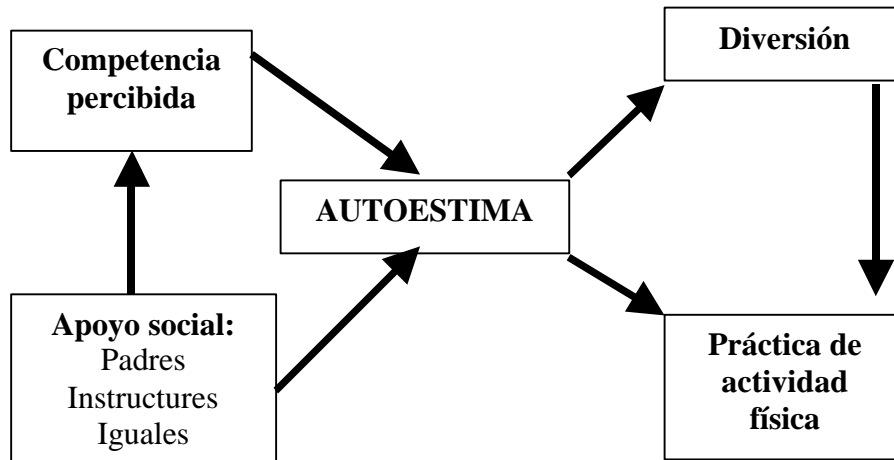 Competencia
percibida
Diversión
AUTOESTIMA
Apoyo social:
Padres
Instructures
Iguales
Práctica de
actividad
física